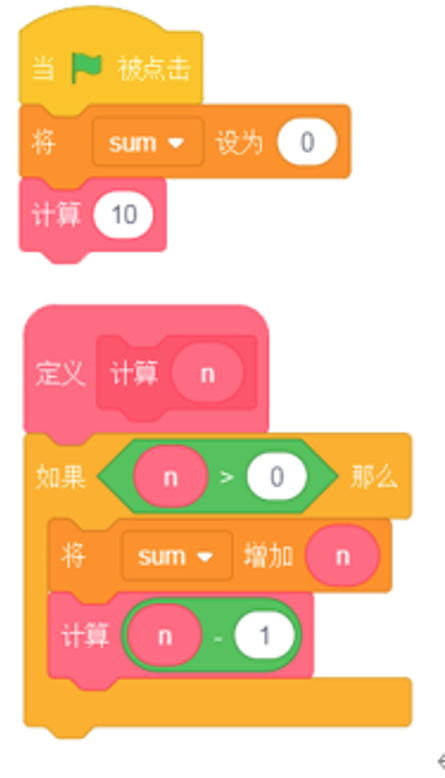 当 被点击
将 sum 设为 0
计算 10
定义 计算 n
如果 n > 0 那么
将 sum 增加 n
计算 n - 1